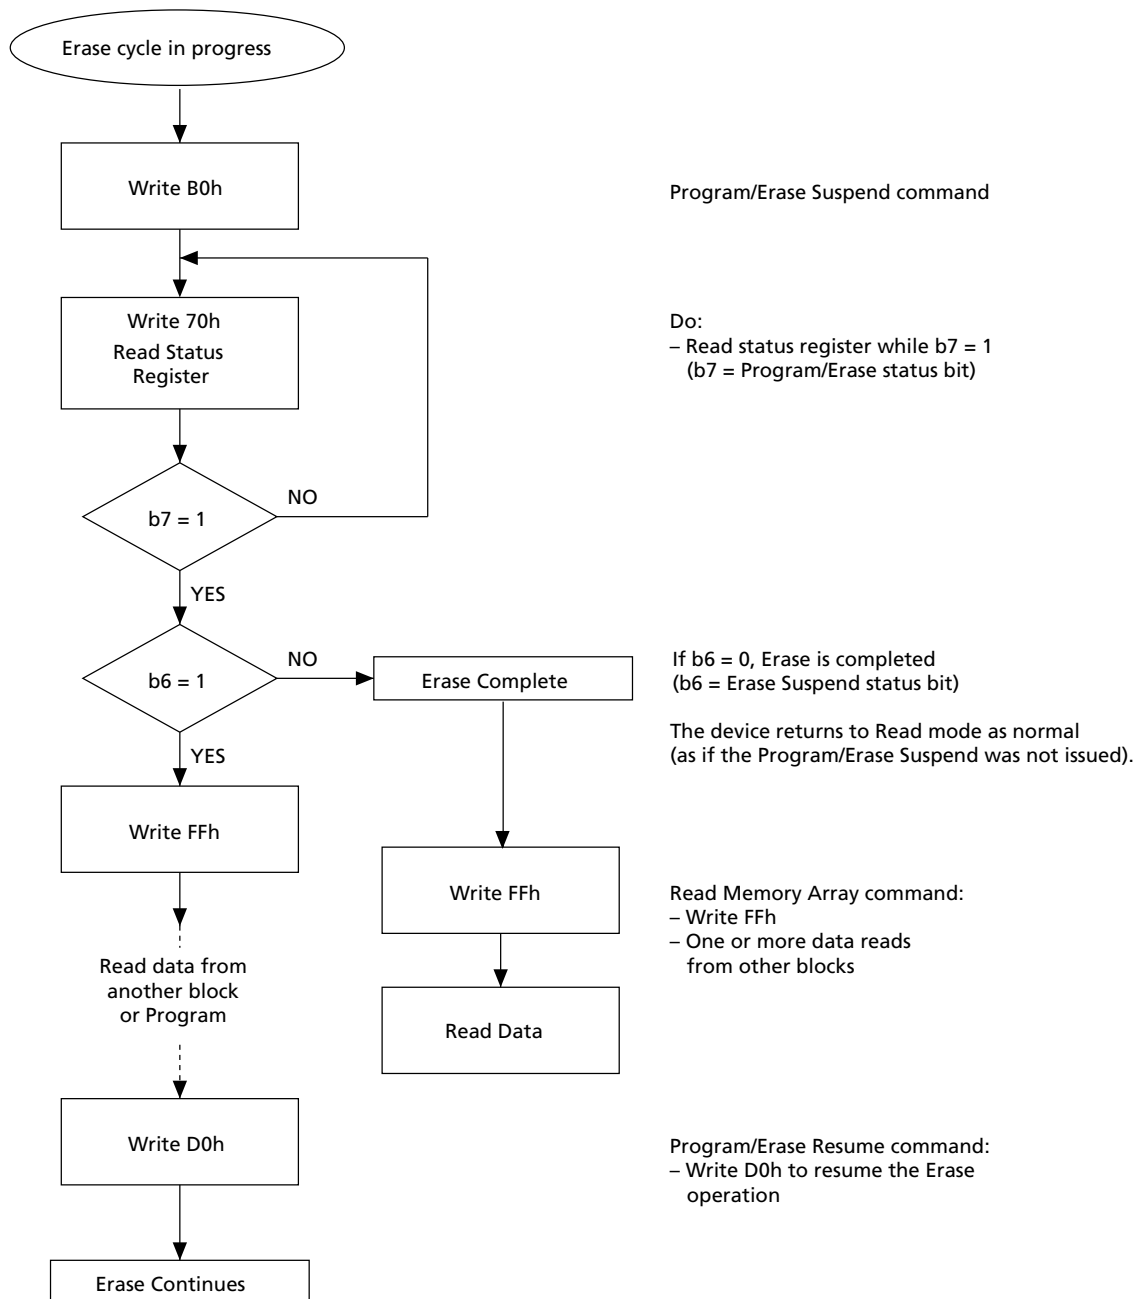 Erase cycle in progress
Write B0h
Program/Erase Suspend command
Write 70h
Read Status
Register
Do:
– Read status register while b7 = 1
(b7 = Program/Erase status bit)
NO
b7 = 1
YES
NO
b6 = 1
Erase Complete
If b6 = 0, Erase is completed
(b6 = Erase Suspend status bit)
The device returns to Read mode as normal
(as if the Program/Erase Suspend was not issued).
YES
Write FFh
Write FFh
Read Memory Array command:
– Write FFh
– One or more data reads
from other blocks
Read data from
another block
or Program
Read Data
Write D0h
Program/Erase Resume command:
– Write D0h to resume the Erase
operation
Erase Continues